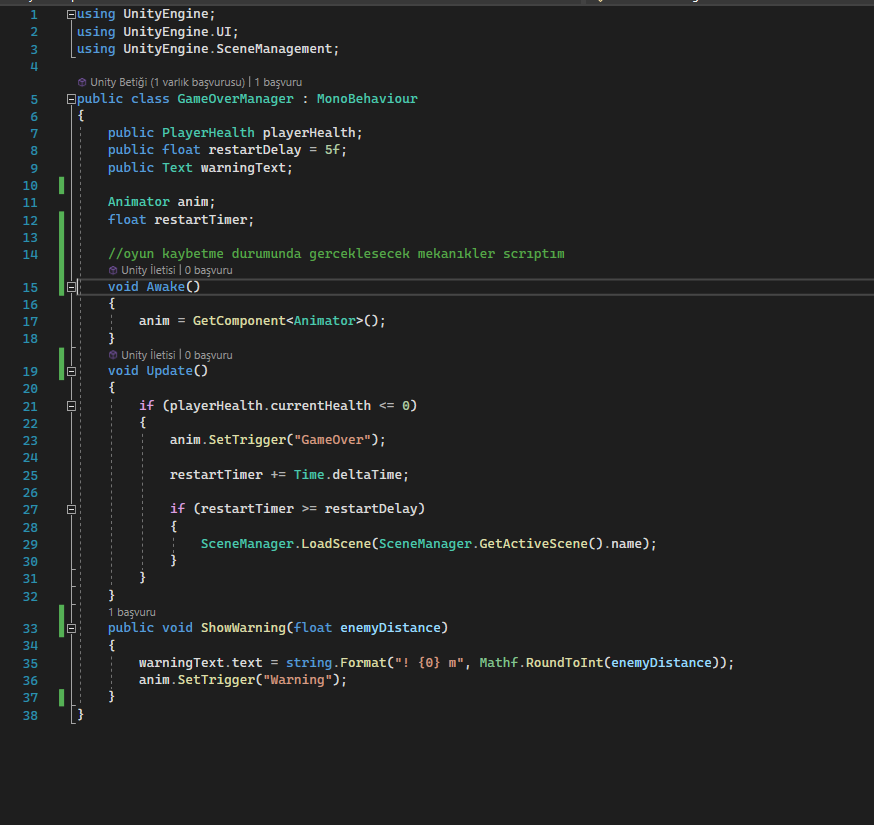 1 using UnityEngine;
2 using UnityEngine.UI;
3 using UnityEngine.SceneManagement;
4
Unity Betiği (1 varlık başvurusu) | 1 başvuru
5 public class GameOverManager : MonoBehaviour
6 {
7 public PlayerHealth playerHealth;
8 public float restartDelay = 5f;
9 public Text warningText;
10
11 Animator anim;
12 float restartTimer;
13
14 //oyun kaybetme durumunda gerceklesecek mekanıkler scrıptım
Unity İletisi | 0 başvuru
15 void Awake()
16 {
17 anim = GetComponent<Animator>();
18 }
Unity İletisi | 0 başvuru
19 void Update()
20 {
21 if (playerHealth.currentHealth <= 0)
22 {
23 anim.SetTrigger("GameOver");
24
25 restartTimer += Time.deltaTime;
26
27 if (restartTimer >= restartDelay)
28 {
29 SceneManager.LoadScene(SceneManager.GetActiveScene().name);
30 }
31 }
32 }
1 başvuru
33 public void ShowWarning(float enemyDistance)
34 {
35 warningText.text = string.Format("! {0} m", Mathf.RoundToInt(enemyDistance));
36 anim.SetTrigger("Warning");
37 }
38 }